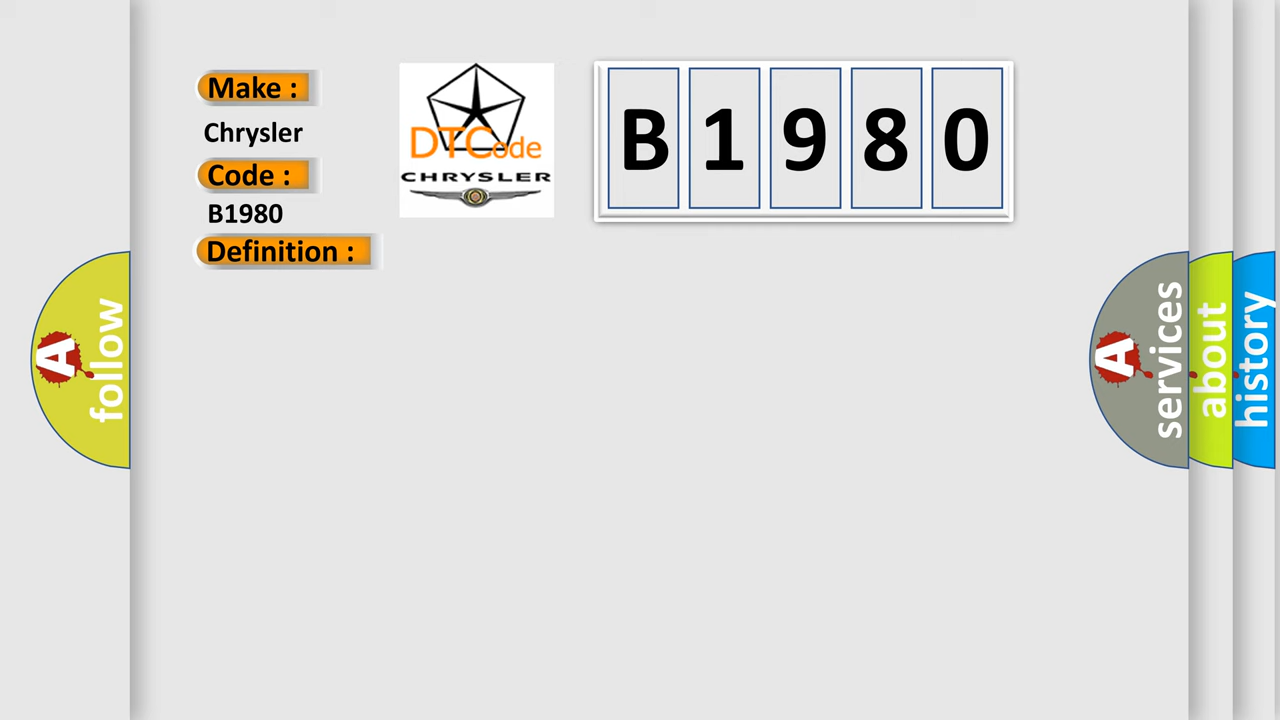 Make :
Chrysler
Code :
B1980
Definition :
DTCode
CHRYSLER
B 1 9 8 0
A follow
A services
about
history